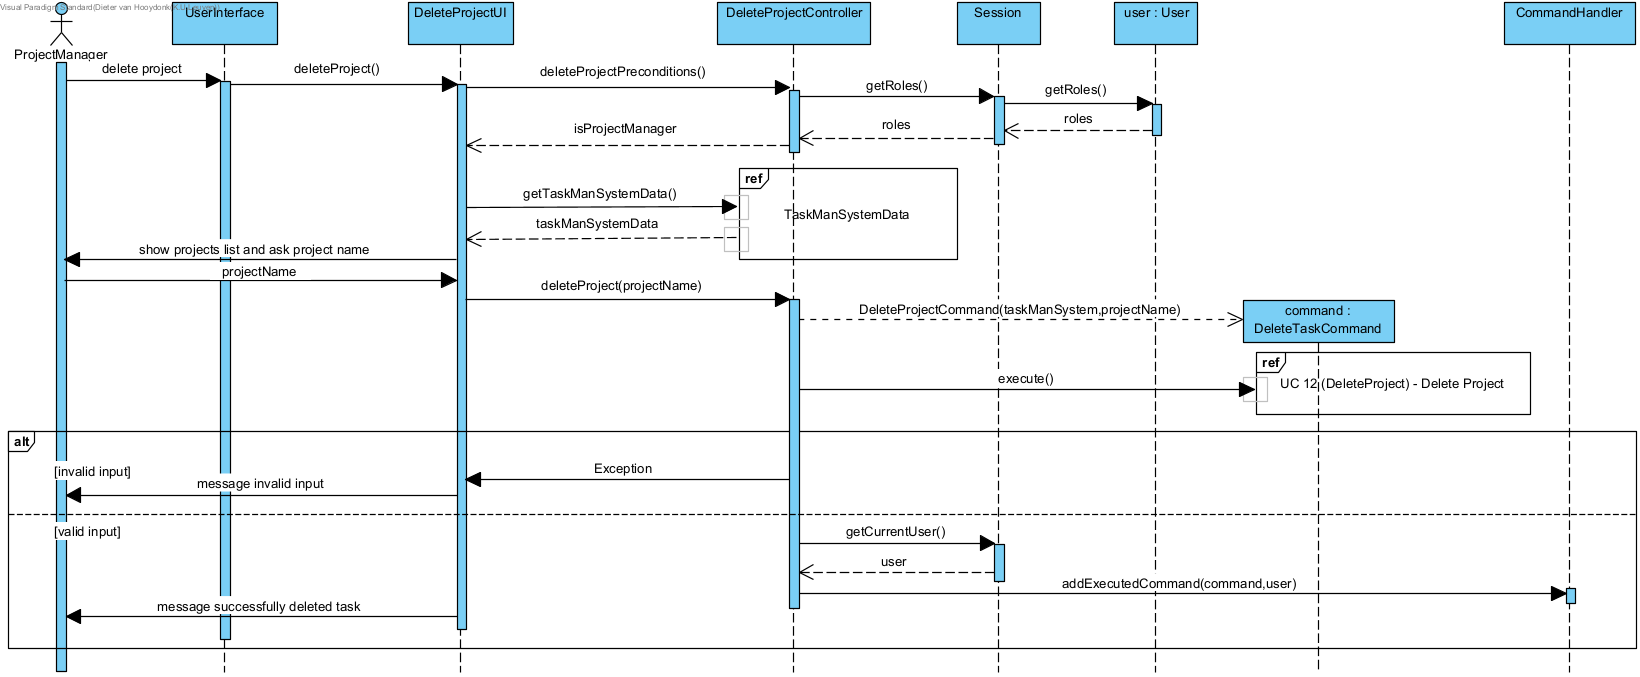 Visual Paradigm Standard(Dieter van Hooydonk(
UserInterface
DeleteProjectUI
DeleteProjectController
Session
user : User
CommandHandler
ProjectManager
delete project
deleteProject()
deleteProjectPreconditions()
getRoles()
getRoles()
roles
roles
isProjectManager
ref
getTaskManSystemData()
TaskManSystemData
taskManSystemData
show projects list and ask project name
projectName
deleteProject(projectName)
DeleteProjectCommand(taskManSystem,projectName)
command :
DeleteTaskCommand
ref
execute()
UC 12 (DeleteProject) - Delete Project
alt
[invalid input]
Exception
message invalid input
[valid input]
getCurrentUser()
user
addExecutedCommand(command,user)
message successfully deleted task